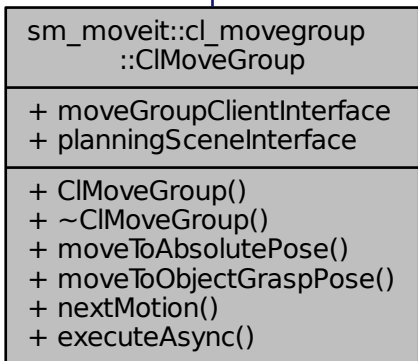 sm_moveit::cl_movegroup
::ClMoveGroup
+ moveGroupClientInterface
+ planningSceneInterface
+ ClMoveGroup()
+ ~ClMoveGroup()
+ moveToAbsolutePose()
+ moveToObjectGraspPose()
+ nextMotion()
+ executeAsync()